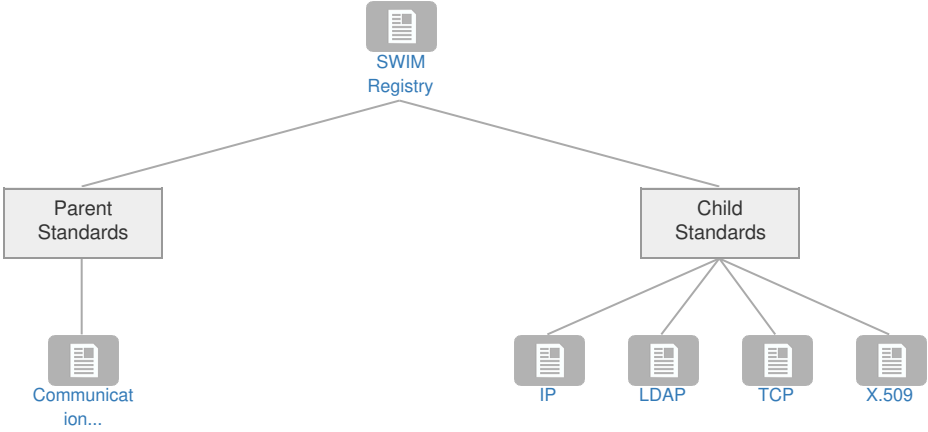 SWIM
Registry
Parent
Standards
Child
Standards
Communicat
ion...
IP
LDAP
TCP
X.509